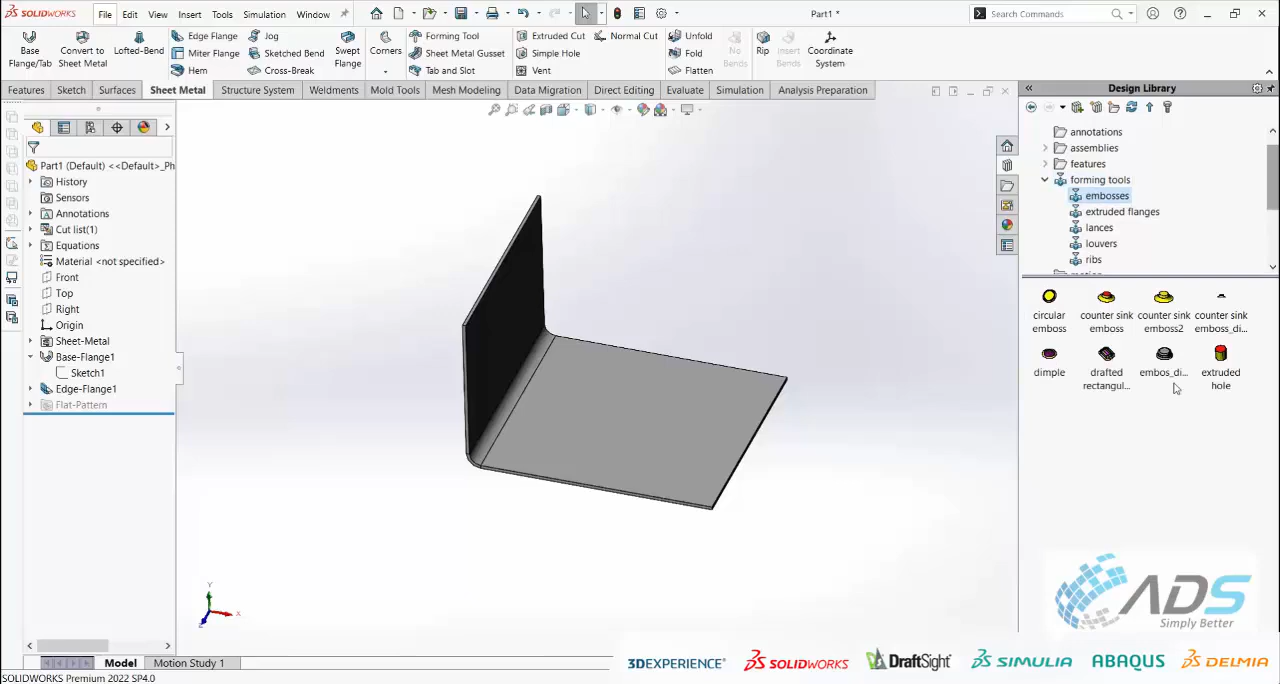 SOLIDWORKS File Edit View Insert Tools Simulation Window Part1 * Search Commands
Base Flange/Tab Convert to Sheet Metal Lofted-Bend Edge Flange Miter Flange Hem Jog Sketched Bend Cross-Break Swept Flange Corners Forming Tool Sheet Metal Gusset Tab and Slot Extruded Cut Simple Hole Vent Normal Cut Unfold Fold Flatten No Bends Rip Insert Bends Coordinate System
Features Sketch Surfaces Sheet Metal Structure System Weldments Mold Tools Mesh Modeling Data Migration Direct Editing Evaluate Simulation Analysis Preparation
Part1 (Default) <<Default>_Ph
History
Sensors
Annotations
Cut list(1)
Equations
Material <not specified>
Front
Top
Right
Origin
Sheet-Metal
Base-Flange1
Sketch1
Edge-Flange1
Flat-Pattern
Y
X
Z
Design Library
annotations
assemblies
features
forming tools
embosses
extruded flanges
lances
louvers
ribs
circular emboss
counter sink emboss
counter sink emboss2
counter sink emboss_di...
dimple
drafted rectangul...
embos_di...
extruded hole
ADS
Simply Better
Model Motion Study 1
3DEXPERIENCE® SOLIDWORKS DraftSight SIMULIA ABAQUS DELMIA
SOLIDWORKS Premium 2022 SP4.0